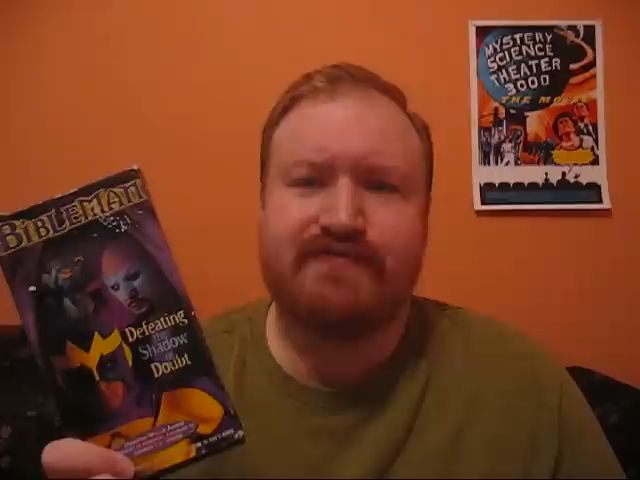 BIBLEMAN
Defeating
the
Shadow
of
Doubt
MYSTERY
SCIENCE
THEATER
3000
THE MOVIE